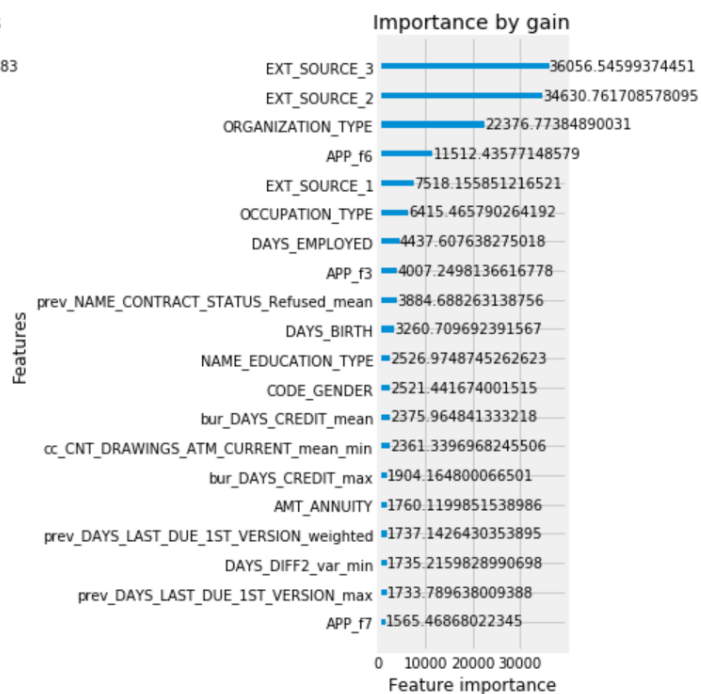 Importance by gain
83
EXT_SOURCE_3 36056.54599374451
EXT_SOURCE_2 34630.761708578095
ORGANIZATION_TYPE 22376.77384890031
APP_f6 11512.43577148579
EXT_SOURCE_1 7518.155851216521
OCCUPATION_TYPE 6415.465790264192
DAYS_EMPLOYED 4437.607638275018
APP_f3 4007.2498136616778
prev_NAME_CONTRACT_STATUS_Refused_mean 3884.688263138756
DAYS_BIRTH 3260.709692391567
NAME_EDUCATION_TYPE 2526.9748745262623
CODE_GENDER 2521.441674001515
bur_DAYS_CREDIT_mean 2375.964841333218
cc_CNT_DRAWINGS_ATM_CURRENT_mean_min 2361.3396968245506
bur_DAYS_CREDIT_max 1904.164800066501
AMT_ANNUITY 1760.1199851538986
prev_DAYS_LAST_DUE_1ST_VERSION_weighted 1737.1426430353895
DAYS_DIFF2_var_min 1735.2159828990698
prev_DAYS_LAST_DUE_1ST_VERSION_max 1733.789638009388
APP_f7 1565.46868022345
Features
0 10000 20000 30000
Feature importance